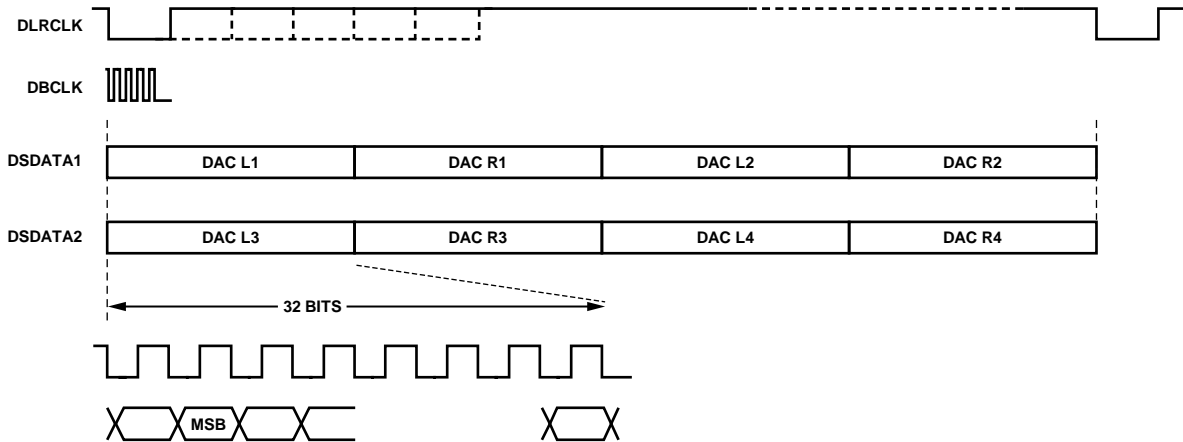 DLRCLK
DBCLK
DSDATA1 DAC L1 DAC R1 DAC L2 DAC R2
DSDATA2 DAC L3 DAC R3 DAC L4 DAC R4
32 BITS
MSB